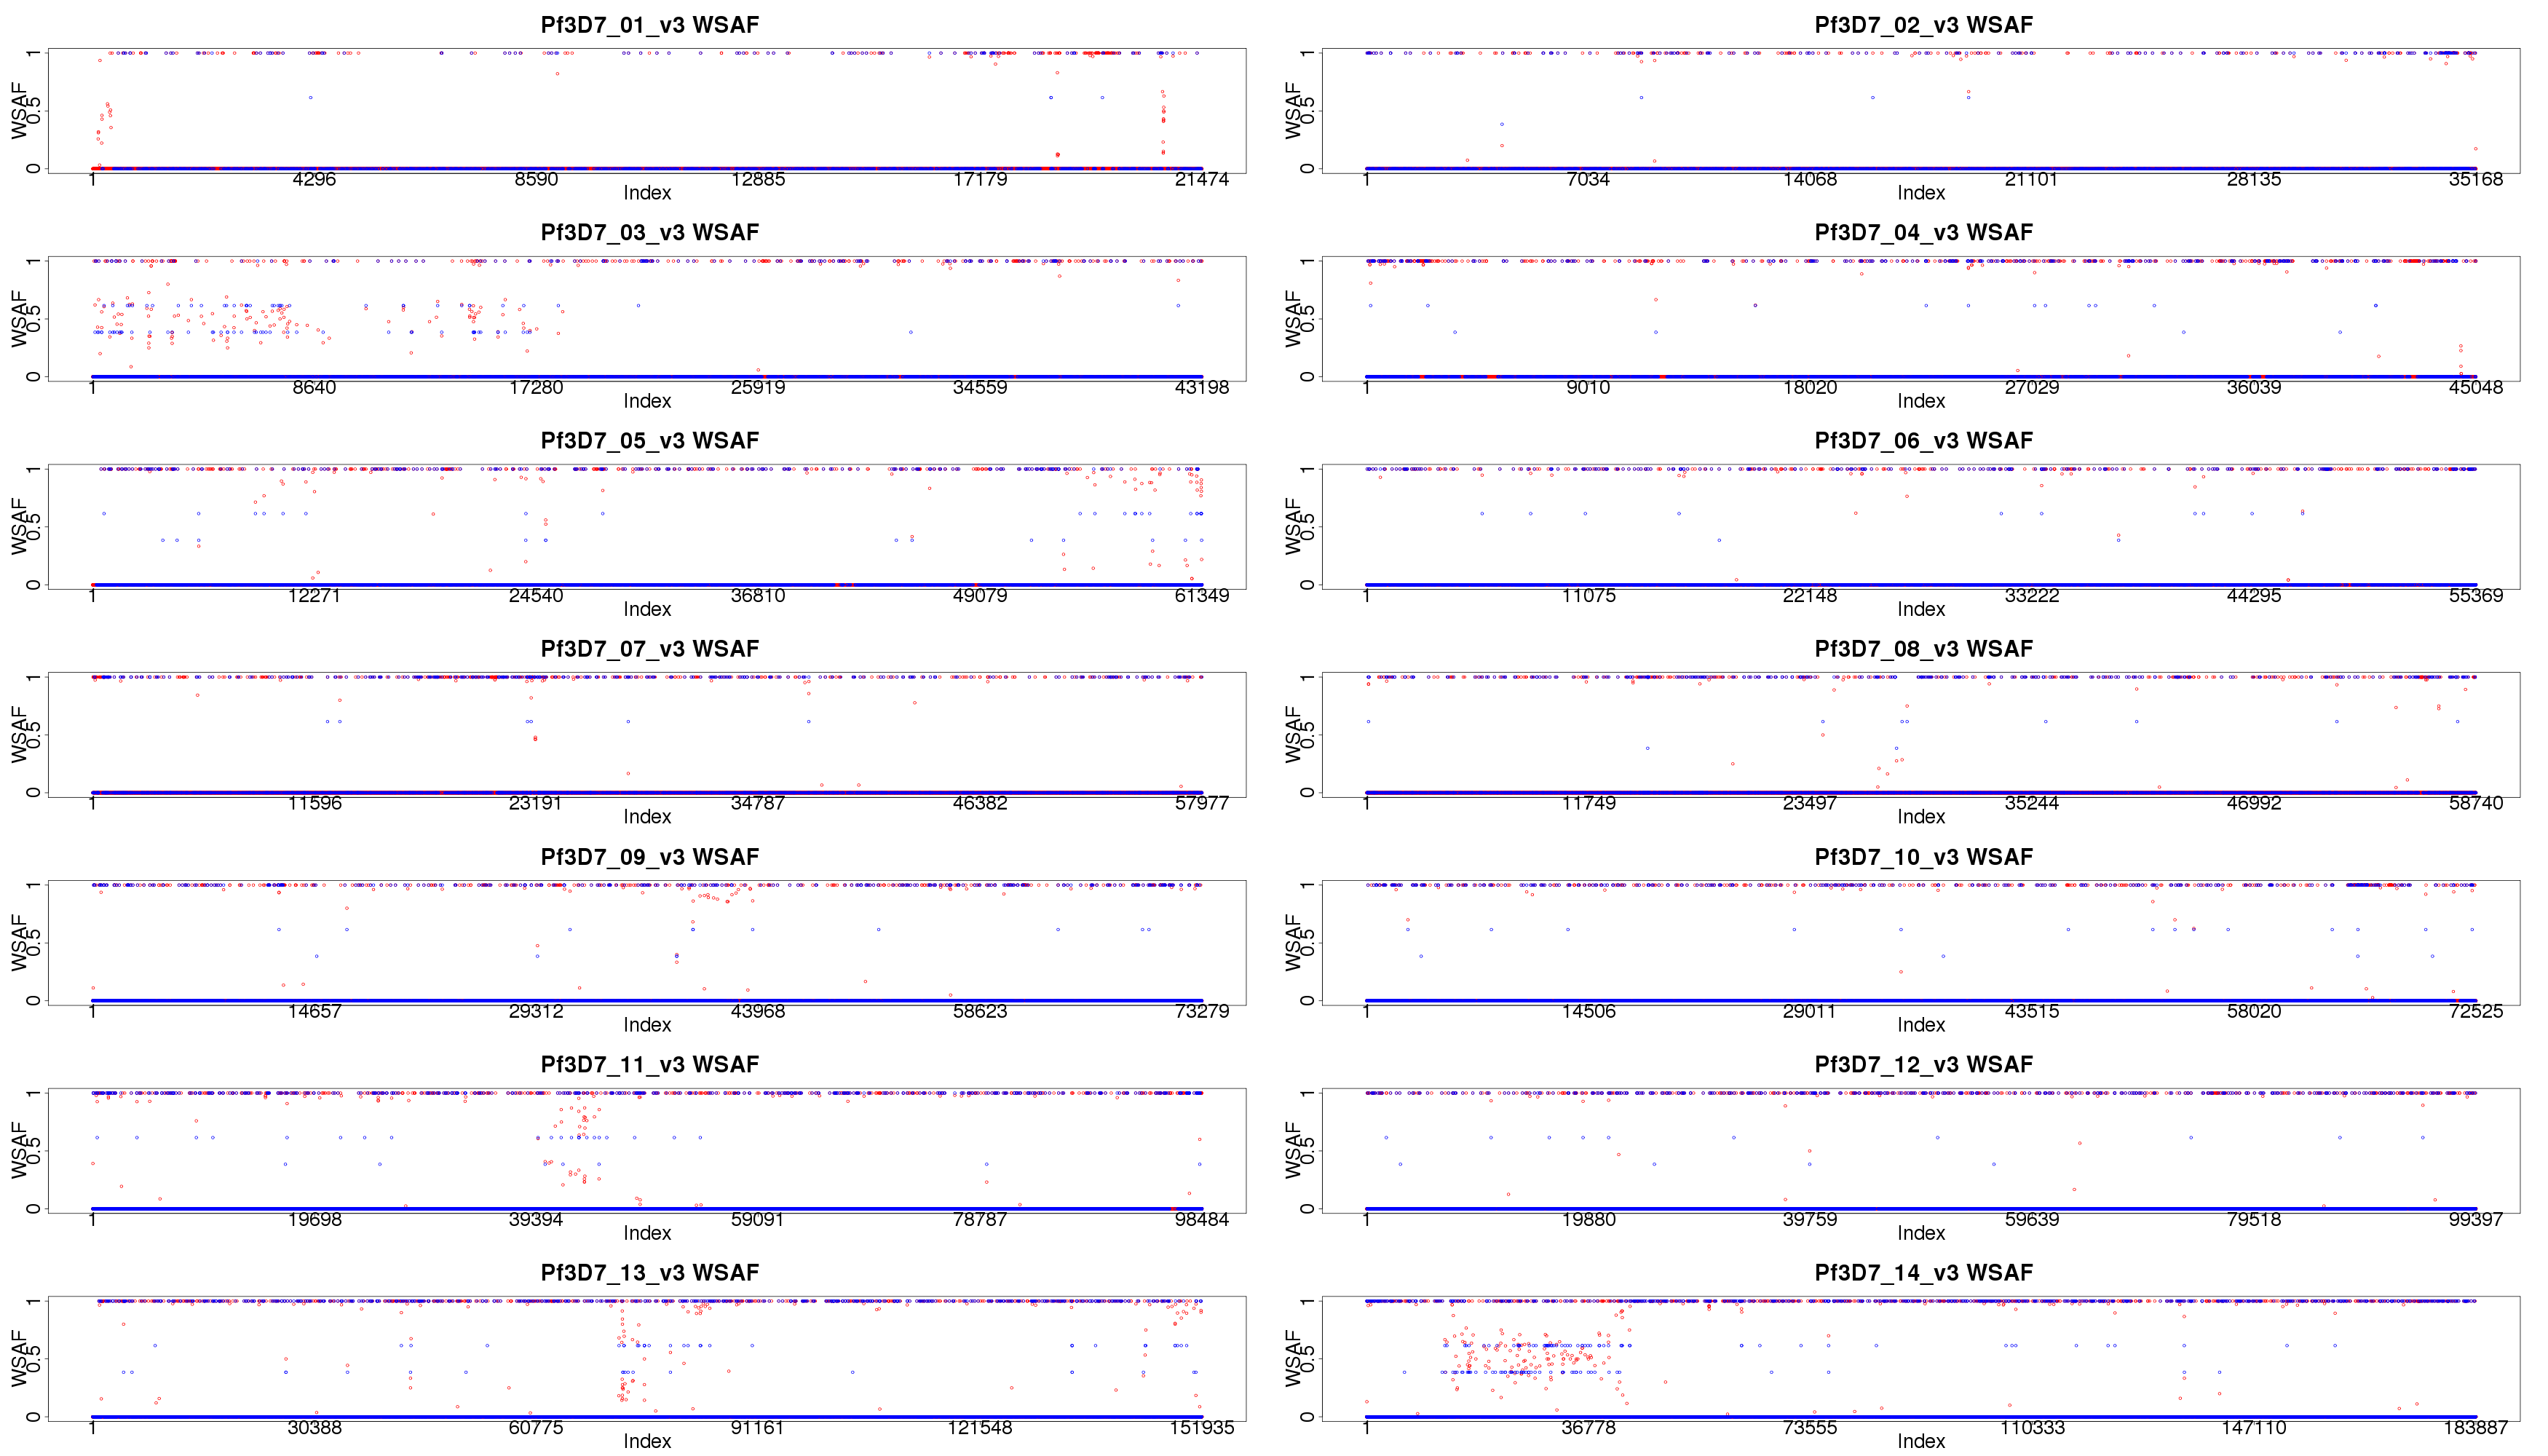 Pf3D7_01_v3 WSAF
WSAF
0 0.5 1
1 4296 8590 12885 17179 21474
Index
Pf3D7_02_v3 WSAF
WSAF
0 0.5 1
1 7034 14068 21101 28135 35168
Index
Pf3D7_03_v3 WSAF
WSAF
0 0.5 1
1 8640 17280 25919 34559 43198
Index
Pf3D7_04_v3 WSAF
WSAF
0 0.5 1
1 9010 18020 27029 36039 45048
Index
Pf3D7_05_v3 WSAF
WSAF
0 0.5 1
1 12271 24540 36810 49079 61349
Index
Pf3D7_06_v3 WSAF
WSAF
0 0.5 1
1 11075 22148 33222 44295 55369
Index
Pf3D7_07_v3 WSAF
WSAF
0 0.5 1
1 11596 23191 34787 46382 57977
Index
Pf3D7_08_v3 WSAF
WSAF
0 0.5 1
1 11749 23497 35244 46992 58740
Index
Pf3D7_09_v3 WSAF
WSAF
0 0.5 1
1 14657 29312 43968 58623 73279
Index
Pf3D7_10_v3 WSAF
WSAF
0 0.5 1
1 14506 29011 43515 58020 72525
Index
Pf3D7_11_v3 WSAF
WSAF
0 0.5 1
1 19698 39394 59091 78787 98484
Index
Pf3D7_12_v3 WSAF
WSAF
0 0.5 1
1 19880 39759 59639 79518 99397
Index
Pf3D7_13_v3 WSAF
WSAF
0 0.5 1
1 30388 60775 91161 121548 151935
Index
Pf3D7_14_v3 WSAF
WSAF
0 0.5 1
1 36778 73555 110333 147110 183887
Index